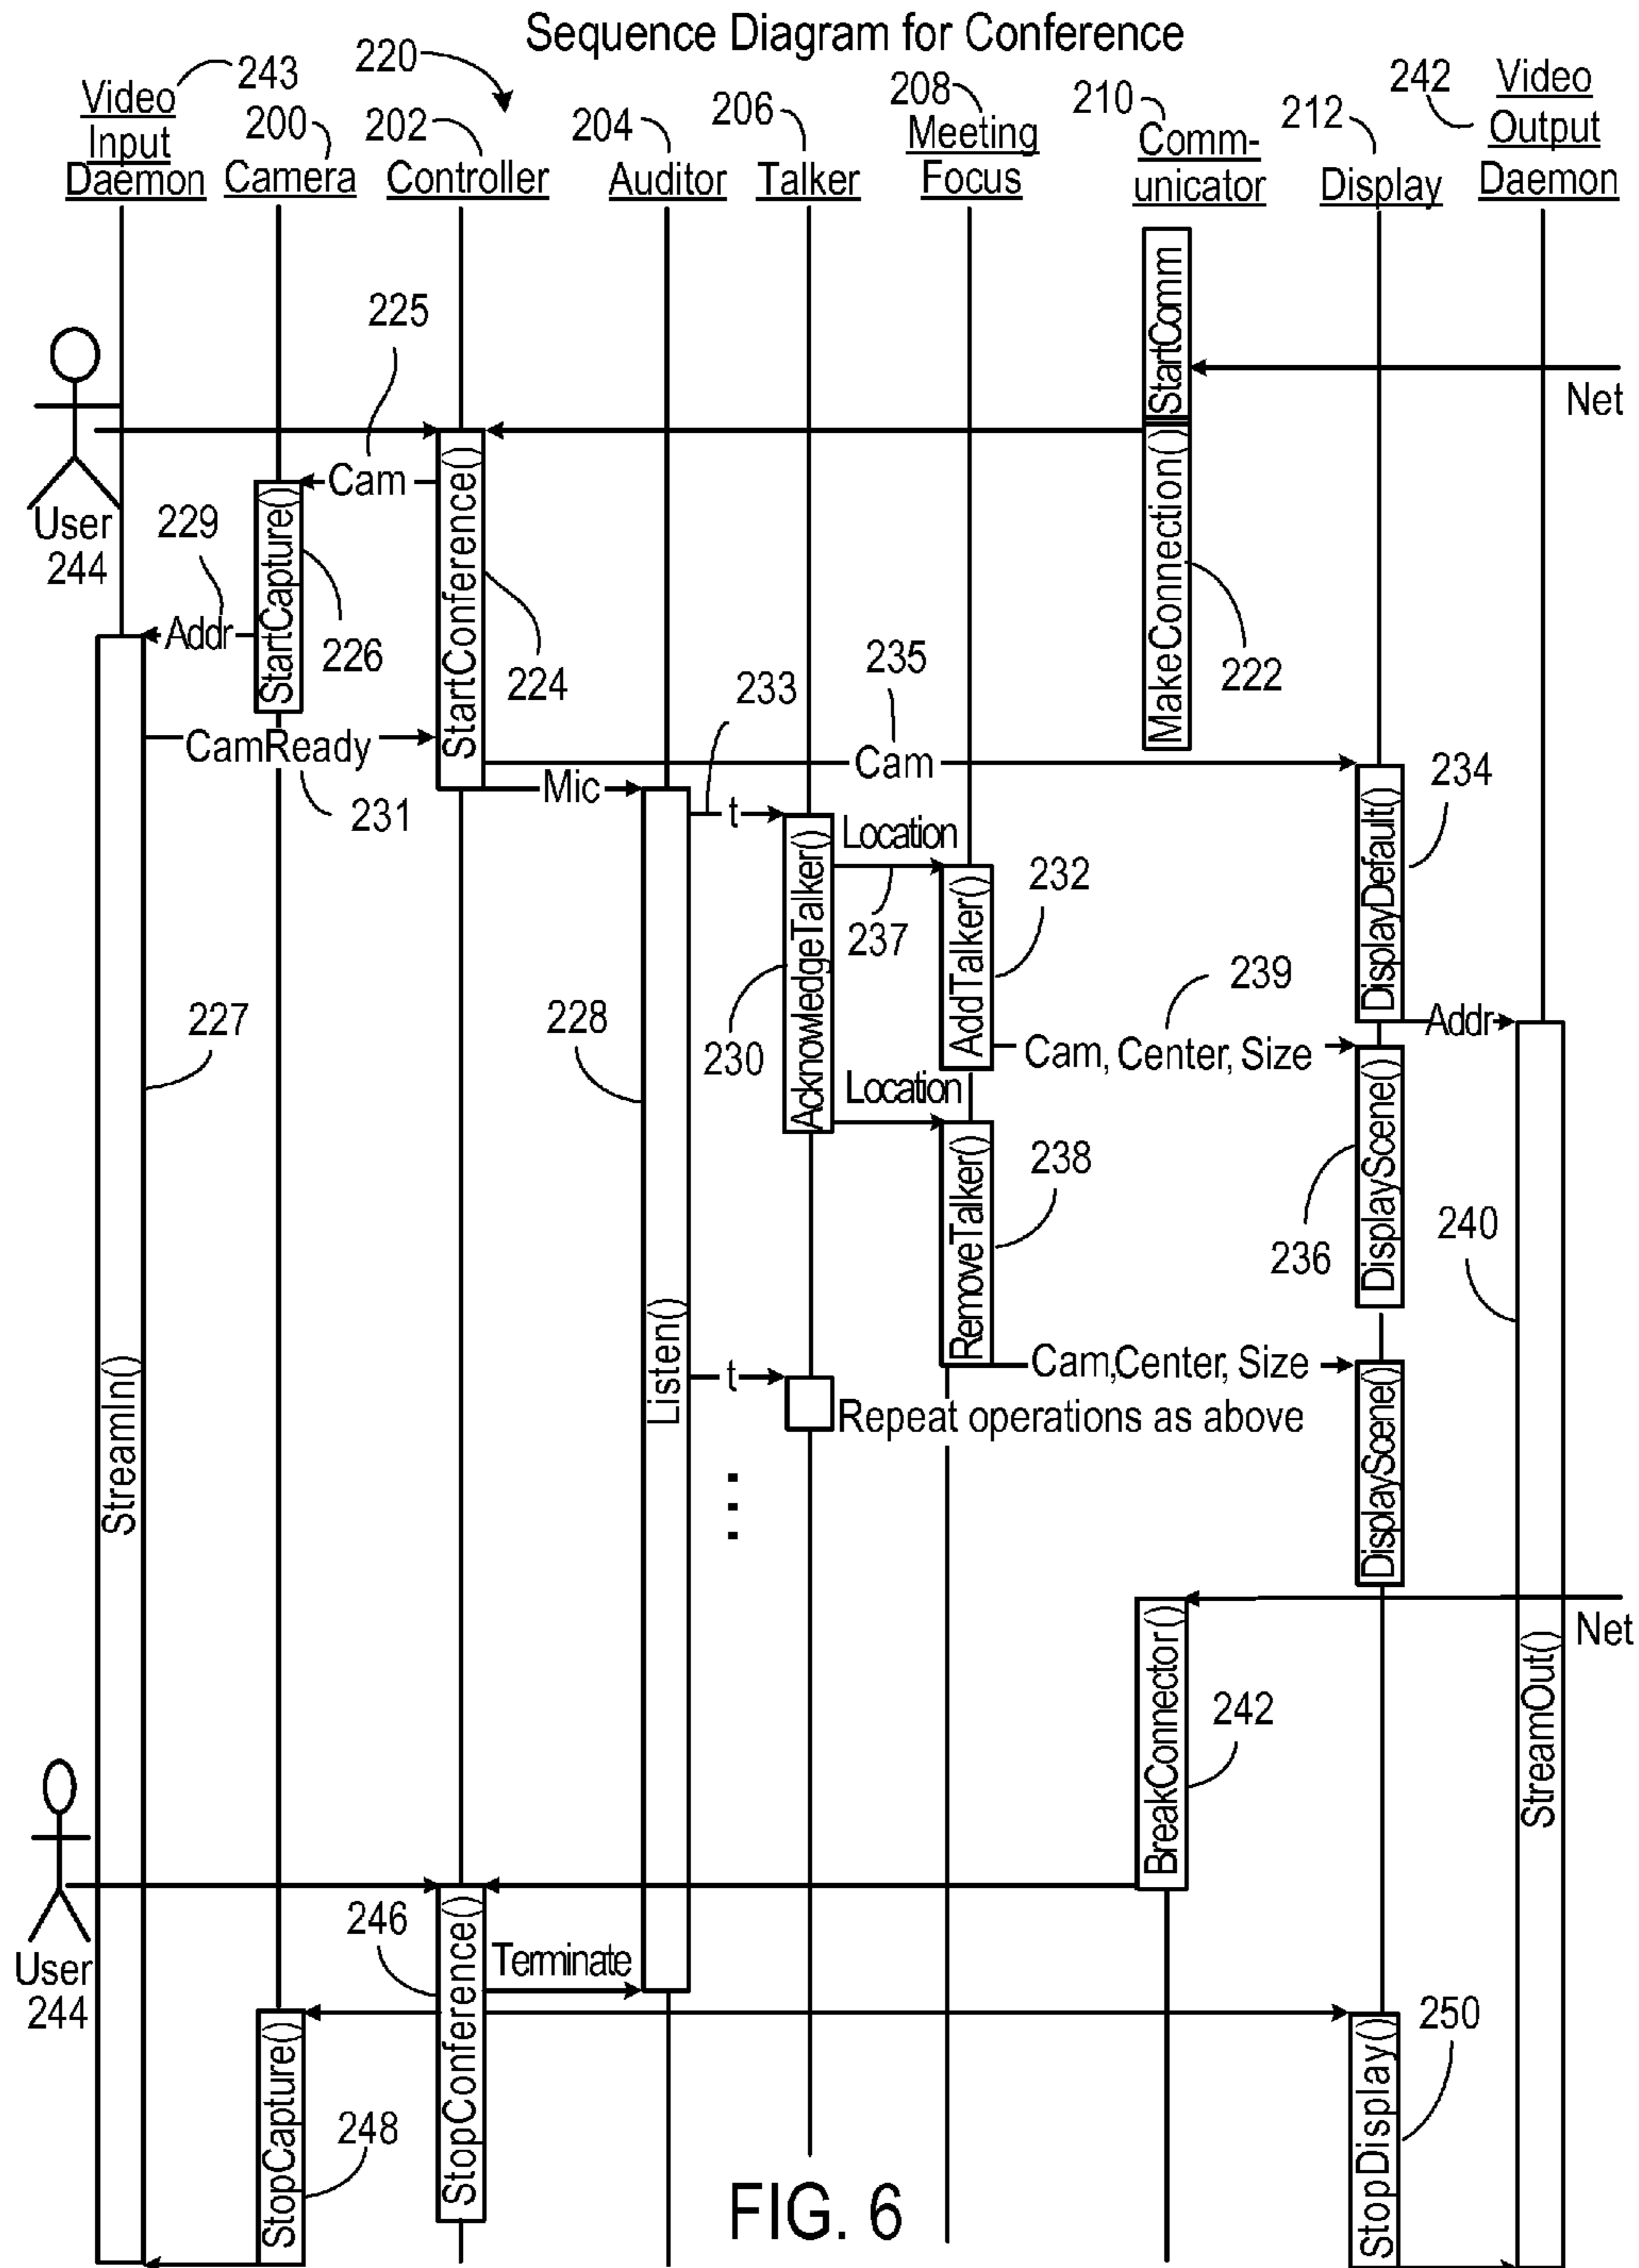 Sequence Diagram for Conference
243
220
Video
Input
Daemon
200
Camera
202
Controller
204
Auditor
206
Talker
208
Meeting
Focus
210
Comm-
unicator
212
Display
242
Video
Output
Daemon
StartComm
Net
225
Cam
User
244
229
Addr
StartCapture()
226
StartConference()
224
MakeConnection()
222
CamReady
231
233
235
Cam
Mic
t
Location
237
AcknowledgeTalker()
230
AddTalker()
232
DisplayDefault()
234
239
Addr
Cam, Center, Size
227
228
Location
RemoveTalker()
238
DisplayScene()
236
240
StreamIn()
Listen()
t
Cam,Center, Size
Repeat operations as above
DisplayScene()
Net
BreakConnector()
242
StreamOut()
User
244
246
StopConference()
Terminate
StopCapture()
248
StopDisplay()
250
FIG. 6